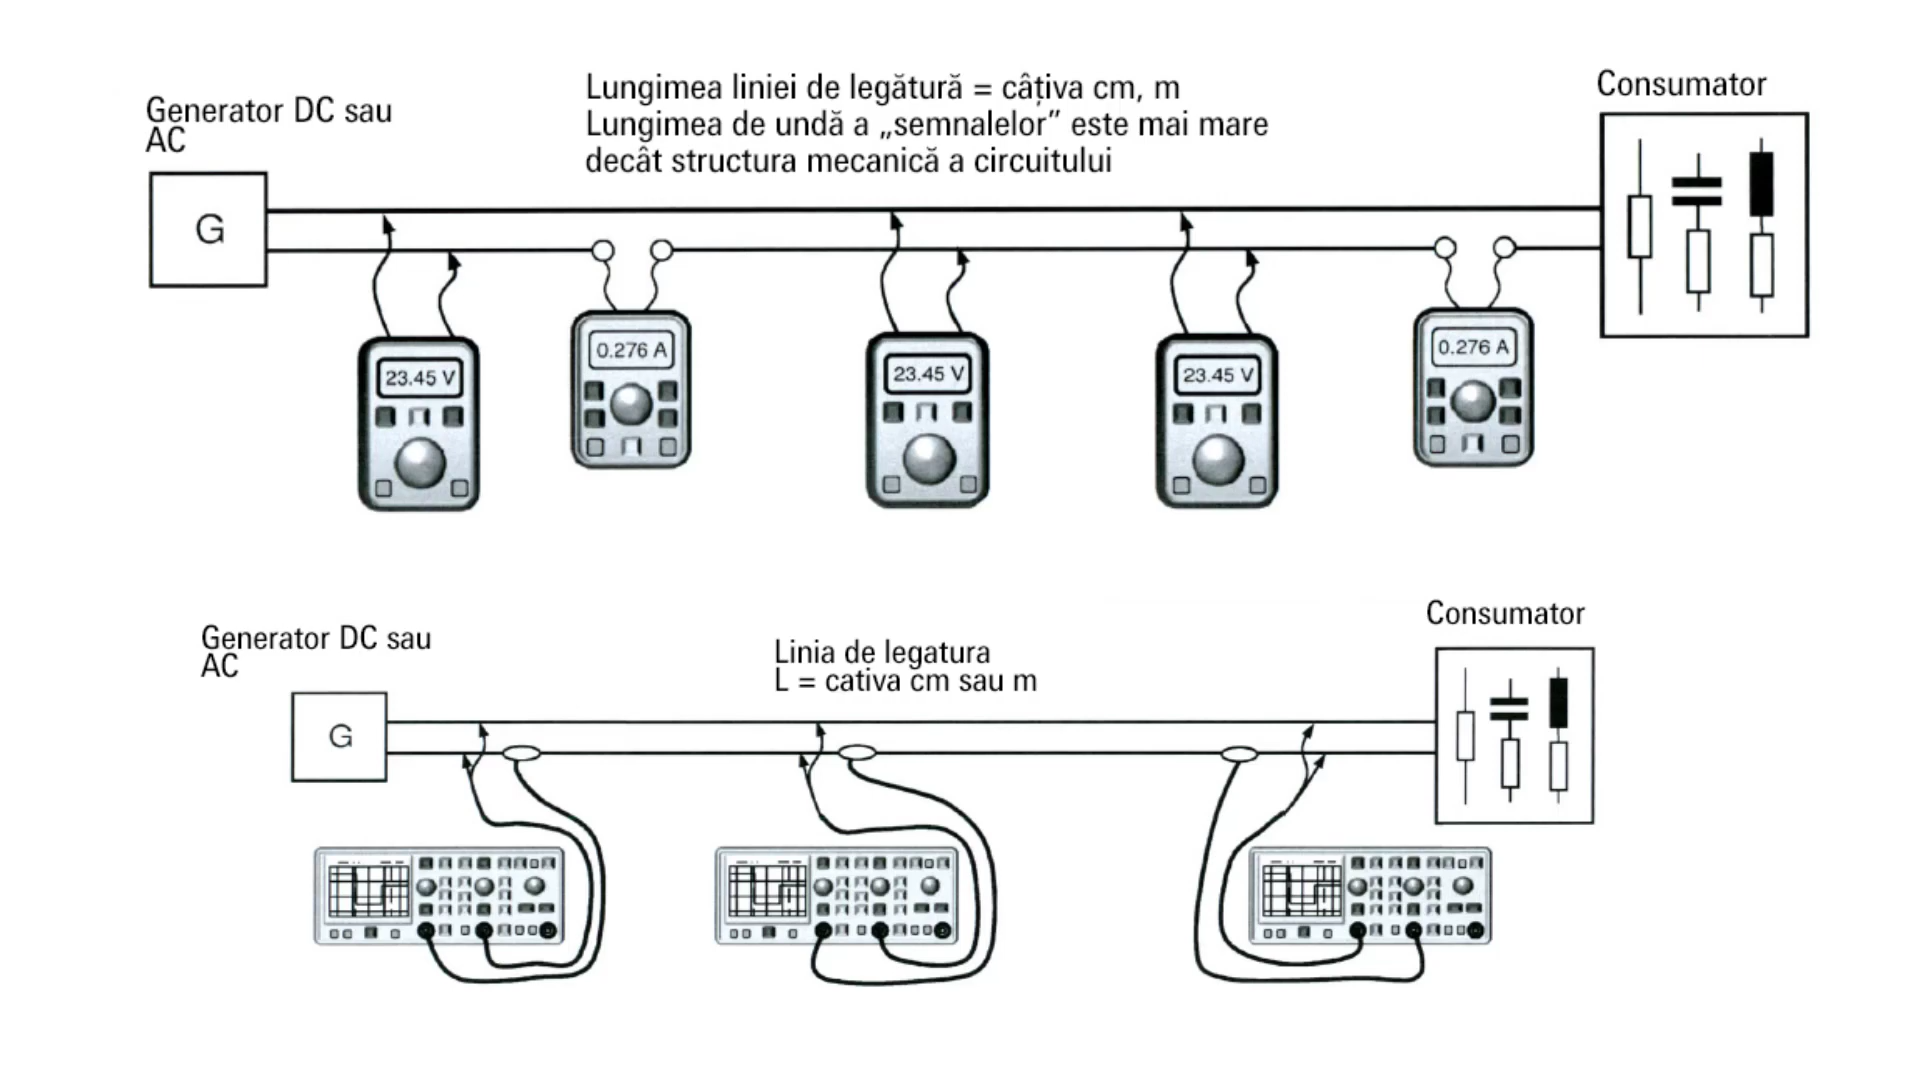 Generator DC sau
AC
Lungimea liniei de legătură = câțiva cm, m
Lungimea de undă a „semnalelor” este mai mare
decât structura mecanică a circuitului
Consumator
G
23.45 V
0.276 A
23.45 V
23.45 V
0.276 A
Generator DC sau
AC
Linia de legatura
L = cativa cm sau m
Consumator
G